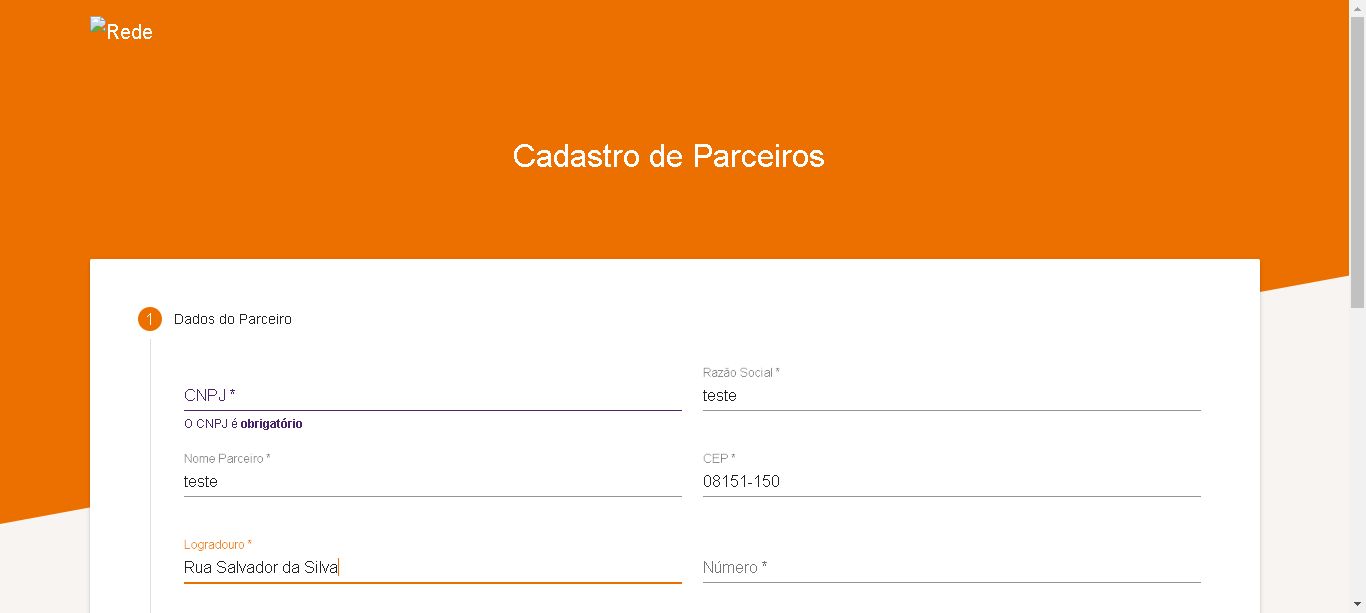 Rede
Cadastro de Parceiros
1 Dados do Parceiro
CNPJ *
O CNPJ é obrigatório
Razão Social *
teste
Nome Parceiro *
teste
CEP *
08151-150
Logradouro *
Rua Salvador da Silva
Número *